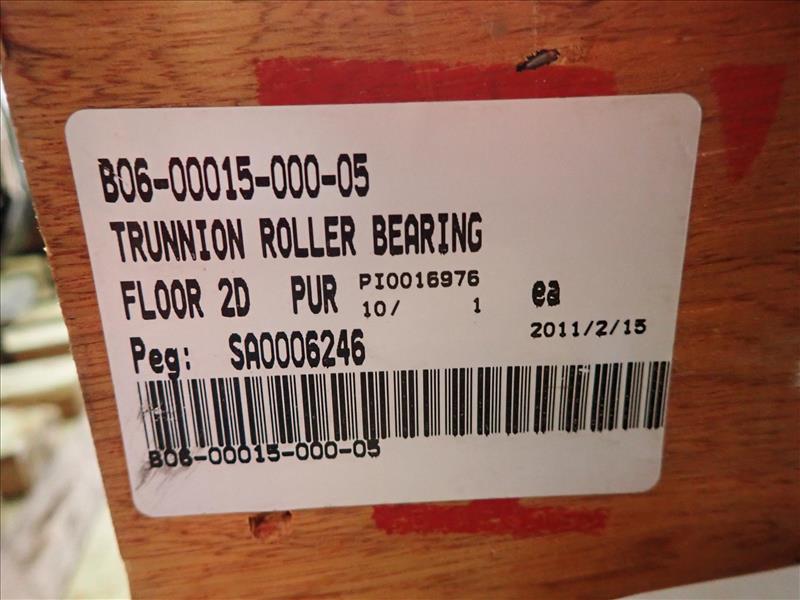 B06-00015-000-05
TRUNNION ROLLER BEARING
FLOOR 2D PUR PI0016976 ea
10/ 1 2011/2/15
Peg: SA0006246
B06-00015-000-05